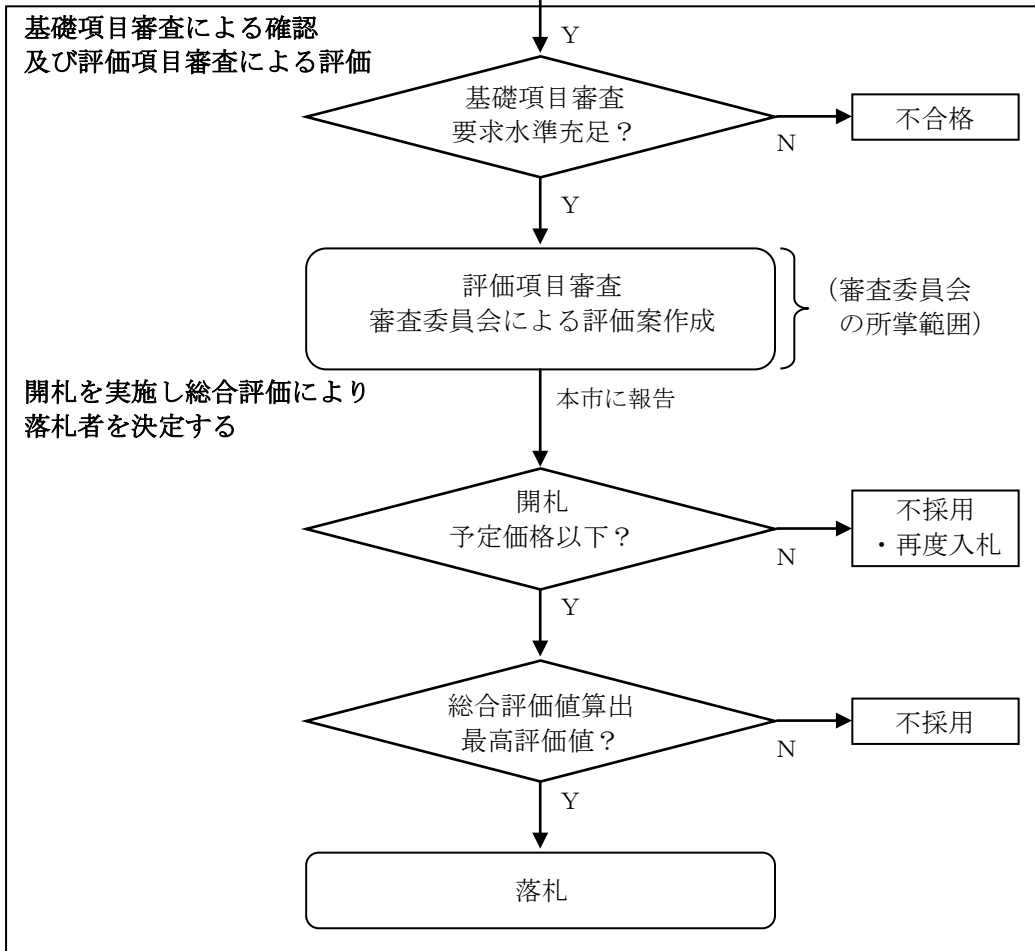 基礎項目審査による確認
及び評価項目審査による評価
Y
基礎項目審査
要求水準充足？
N
不合格
Y
評価項目審査
審査委員会による評価案作成
（審査委員会
の所掌範囲）
開札を実施し総合評価により
落札者を決定する
本市に報告
開札
予定価格以下？
N
不採用
・再度入札
Y
総合評価値算出
最高評価値？
N
不採用
Y
落札